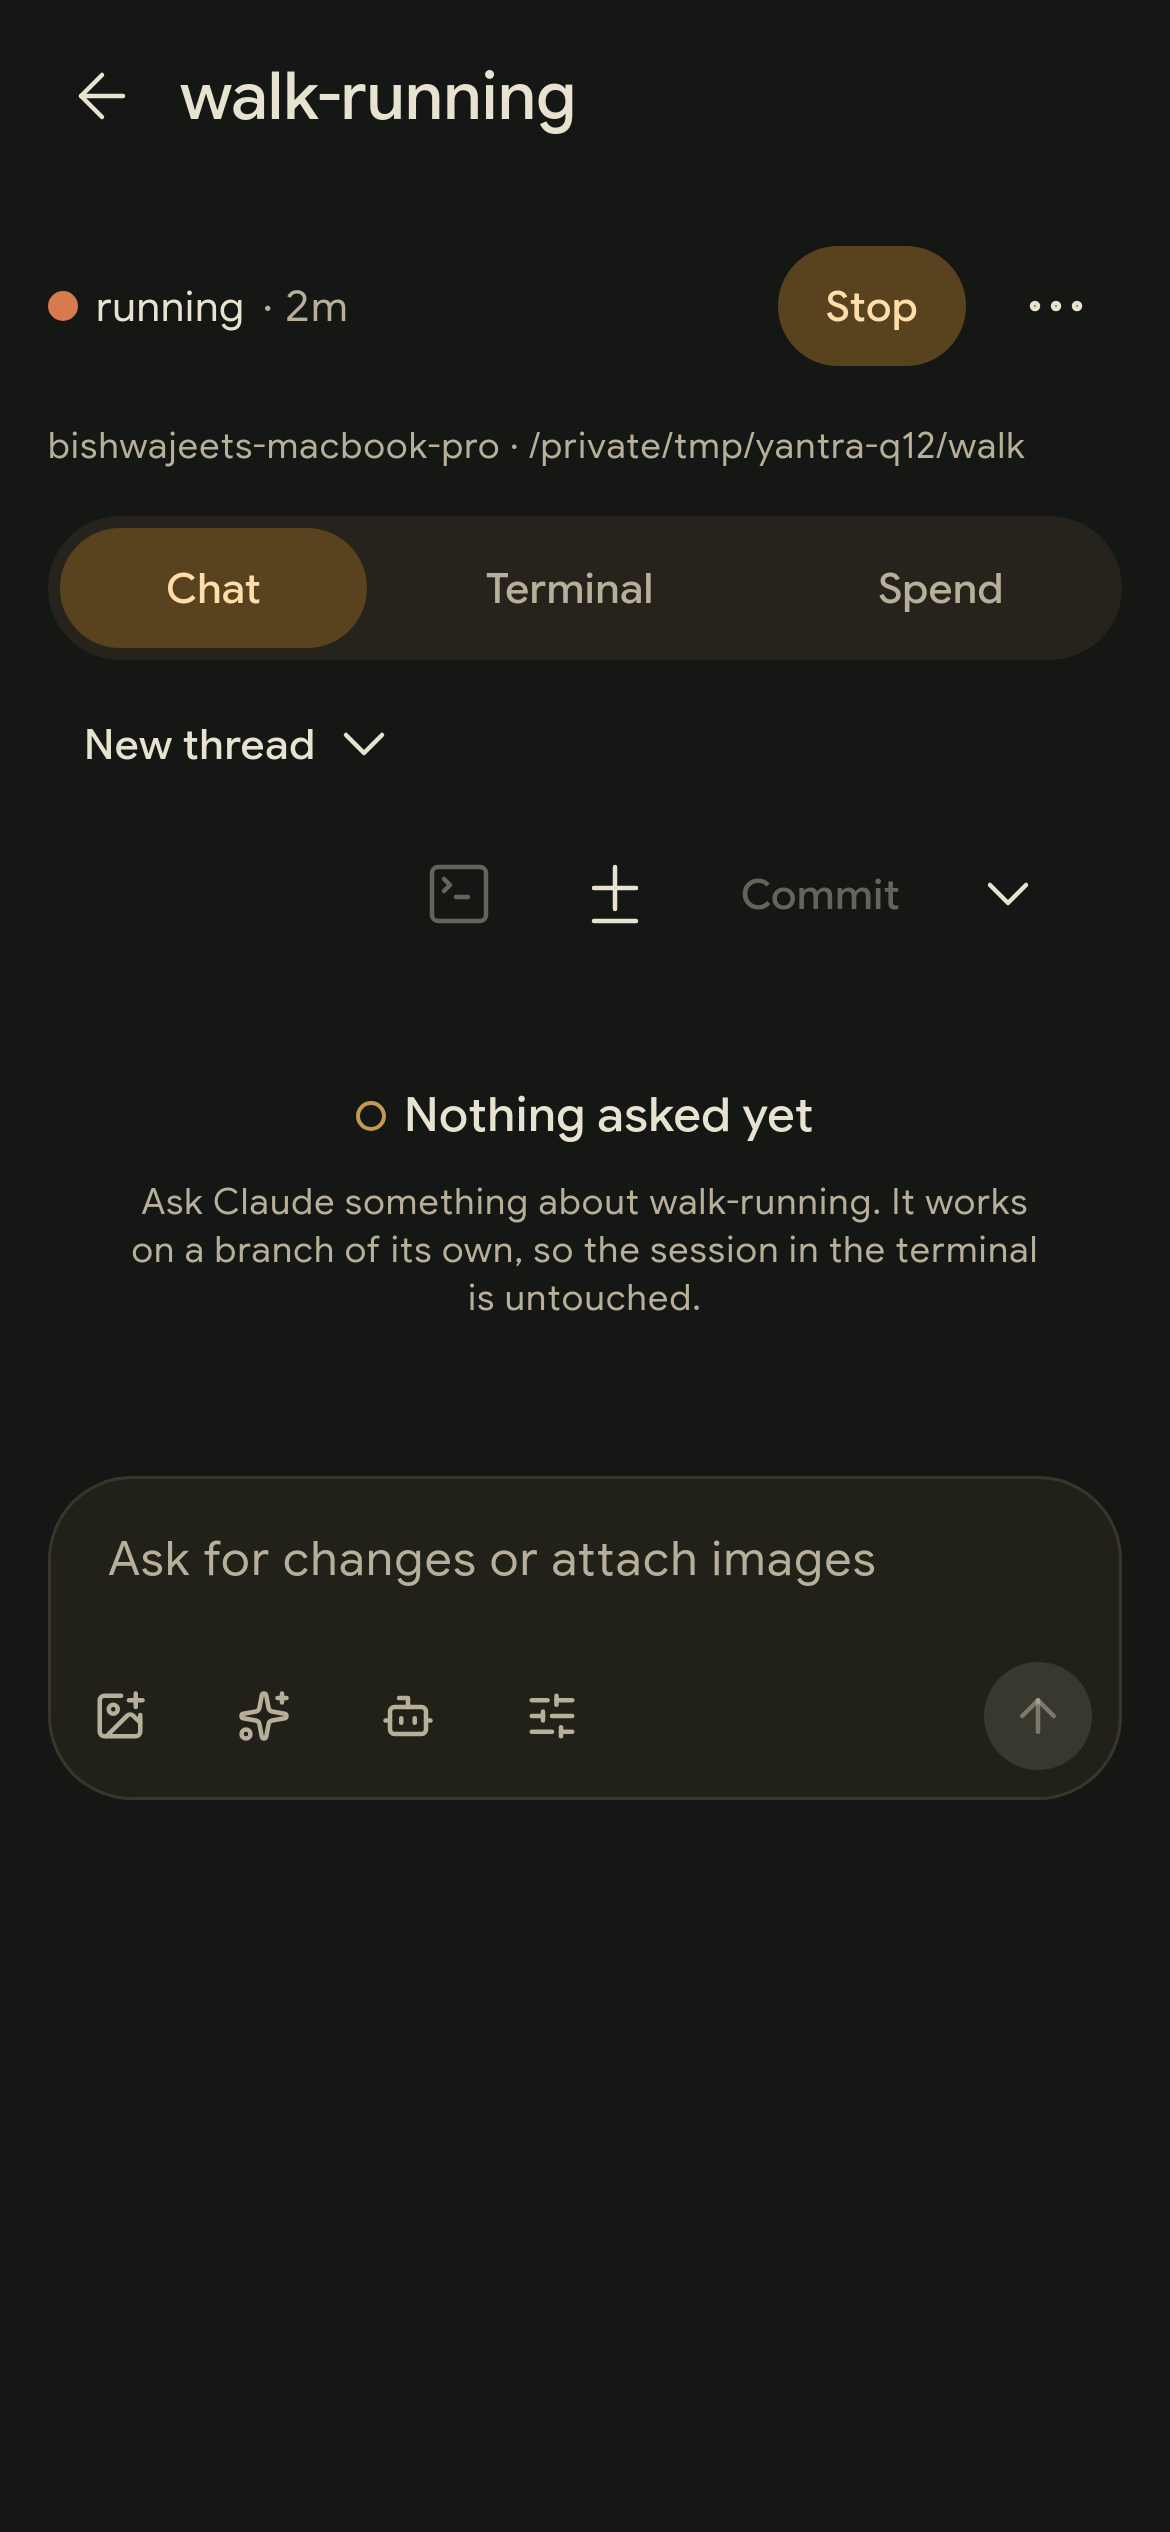 walk-running
running · 2m
Stop
bishwajeets-macbook-pro · /private/tmp/yantra-q12/walk
Chat
Terminal
Spend
New thread
Commit
Nothing asked yet
Ask Claude something about walk-running. It works
on a branch of its own, so the session in the terminal
is untouched.
Ask for changes or attach images